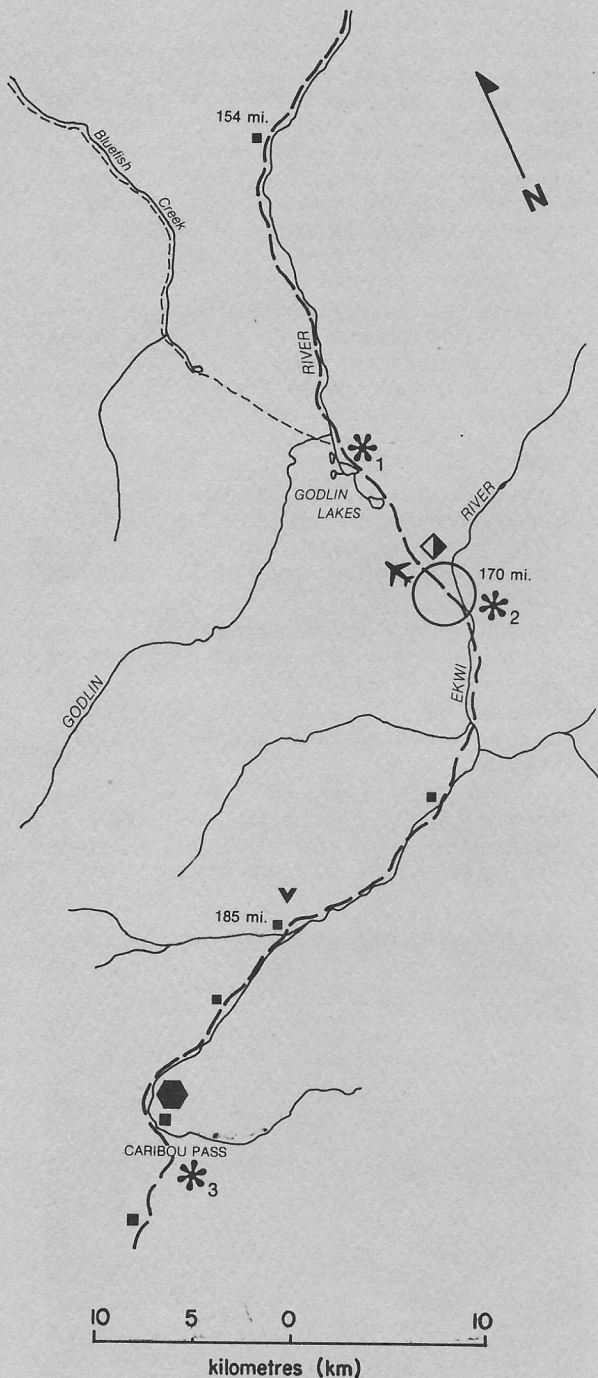 154 mi.
Bluefish
Creek
N
RIVER
1
GODLIN
LAKES
RIVER
170 mi.
2
EKWI
GODLIN
185 mi.
CARIBOU PASS
3
10 5 0 10
kilometres (km)